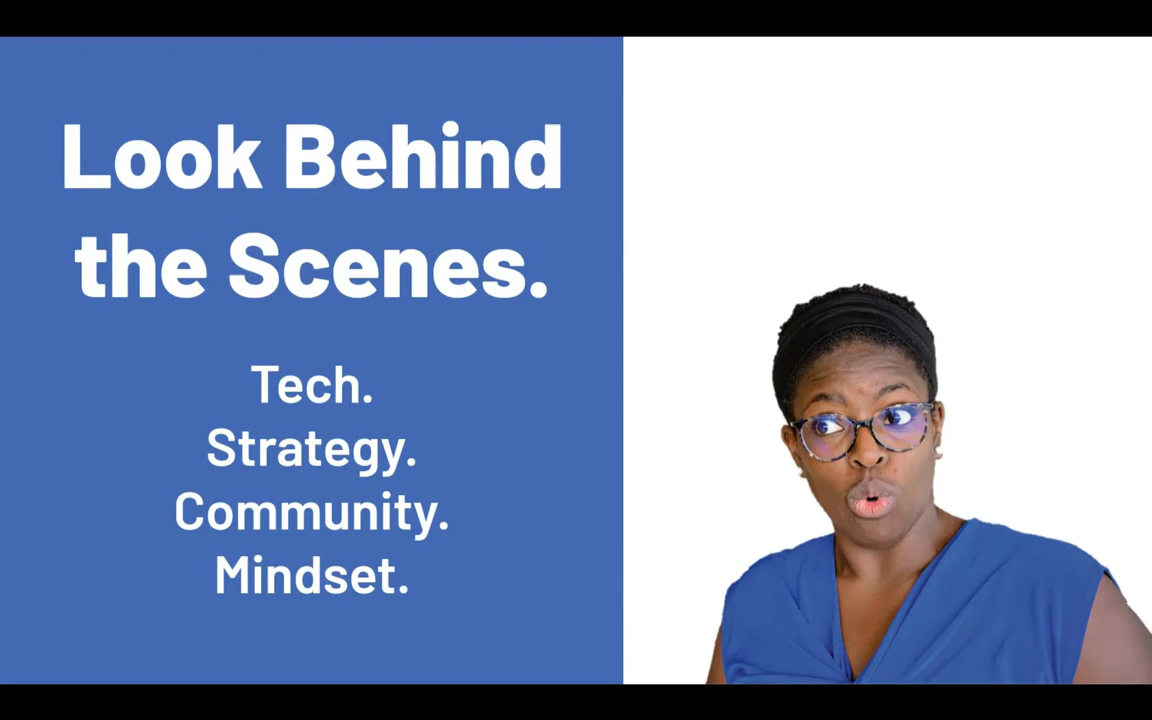 Look Behind
the Scenes.
Tech.
Strategy.
Community.
Mindset.